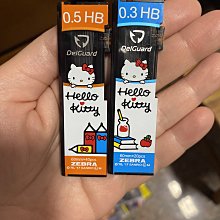 0.5 HB
DelGuard
Hello
Kitty
ZEBRA
0.3 HB
DelGuard
Hello
Kitty
ZEBRA